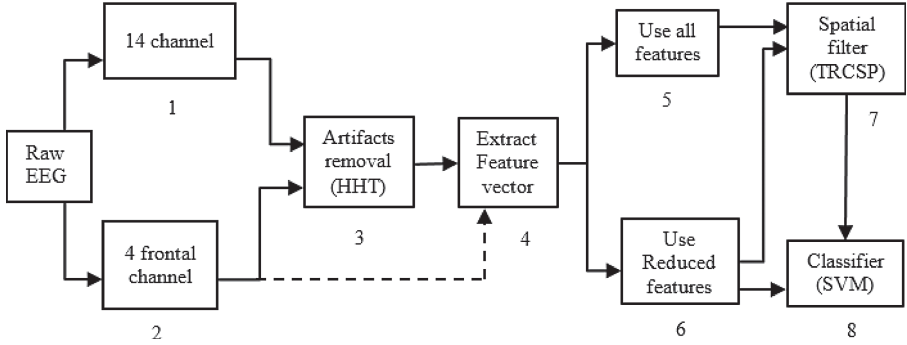 Raw
EEG
14 channel
1
4 frontal
channel
2
Artifacts
removal
(HHT)
3
Extract
Feature
vector
4
Use all
features
5
Use
Reduced
features
6
Spatial
filter
(TRCSP)
7
Classifier
(SVM)
8